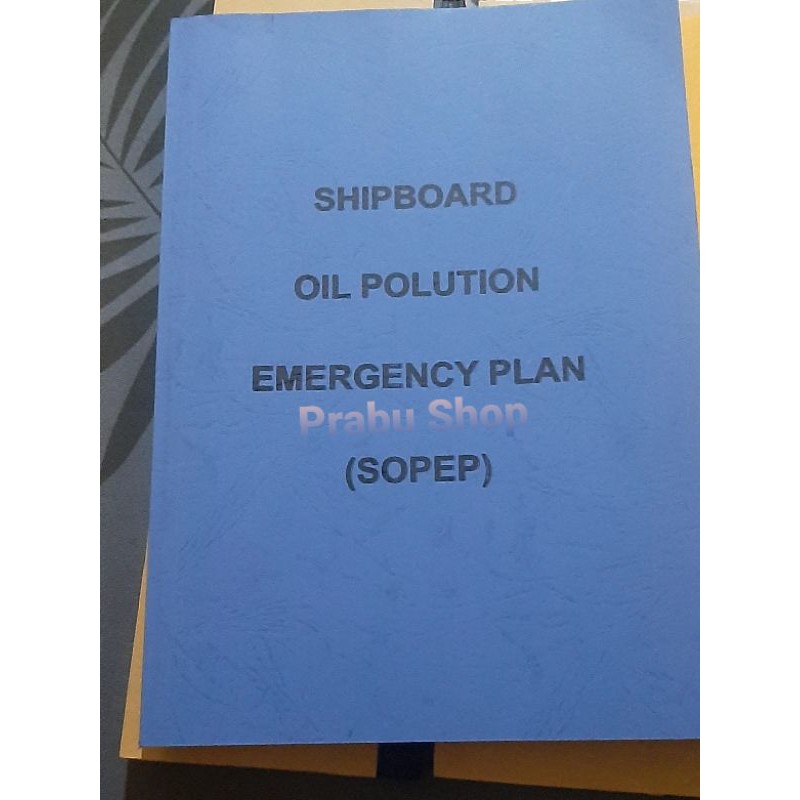 SHIPBOARD
OIL POLUTION
EMERGENCY PLAN
Prabu Shop
(SOPEP)